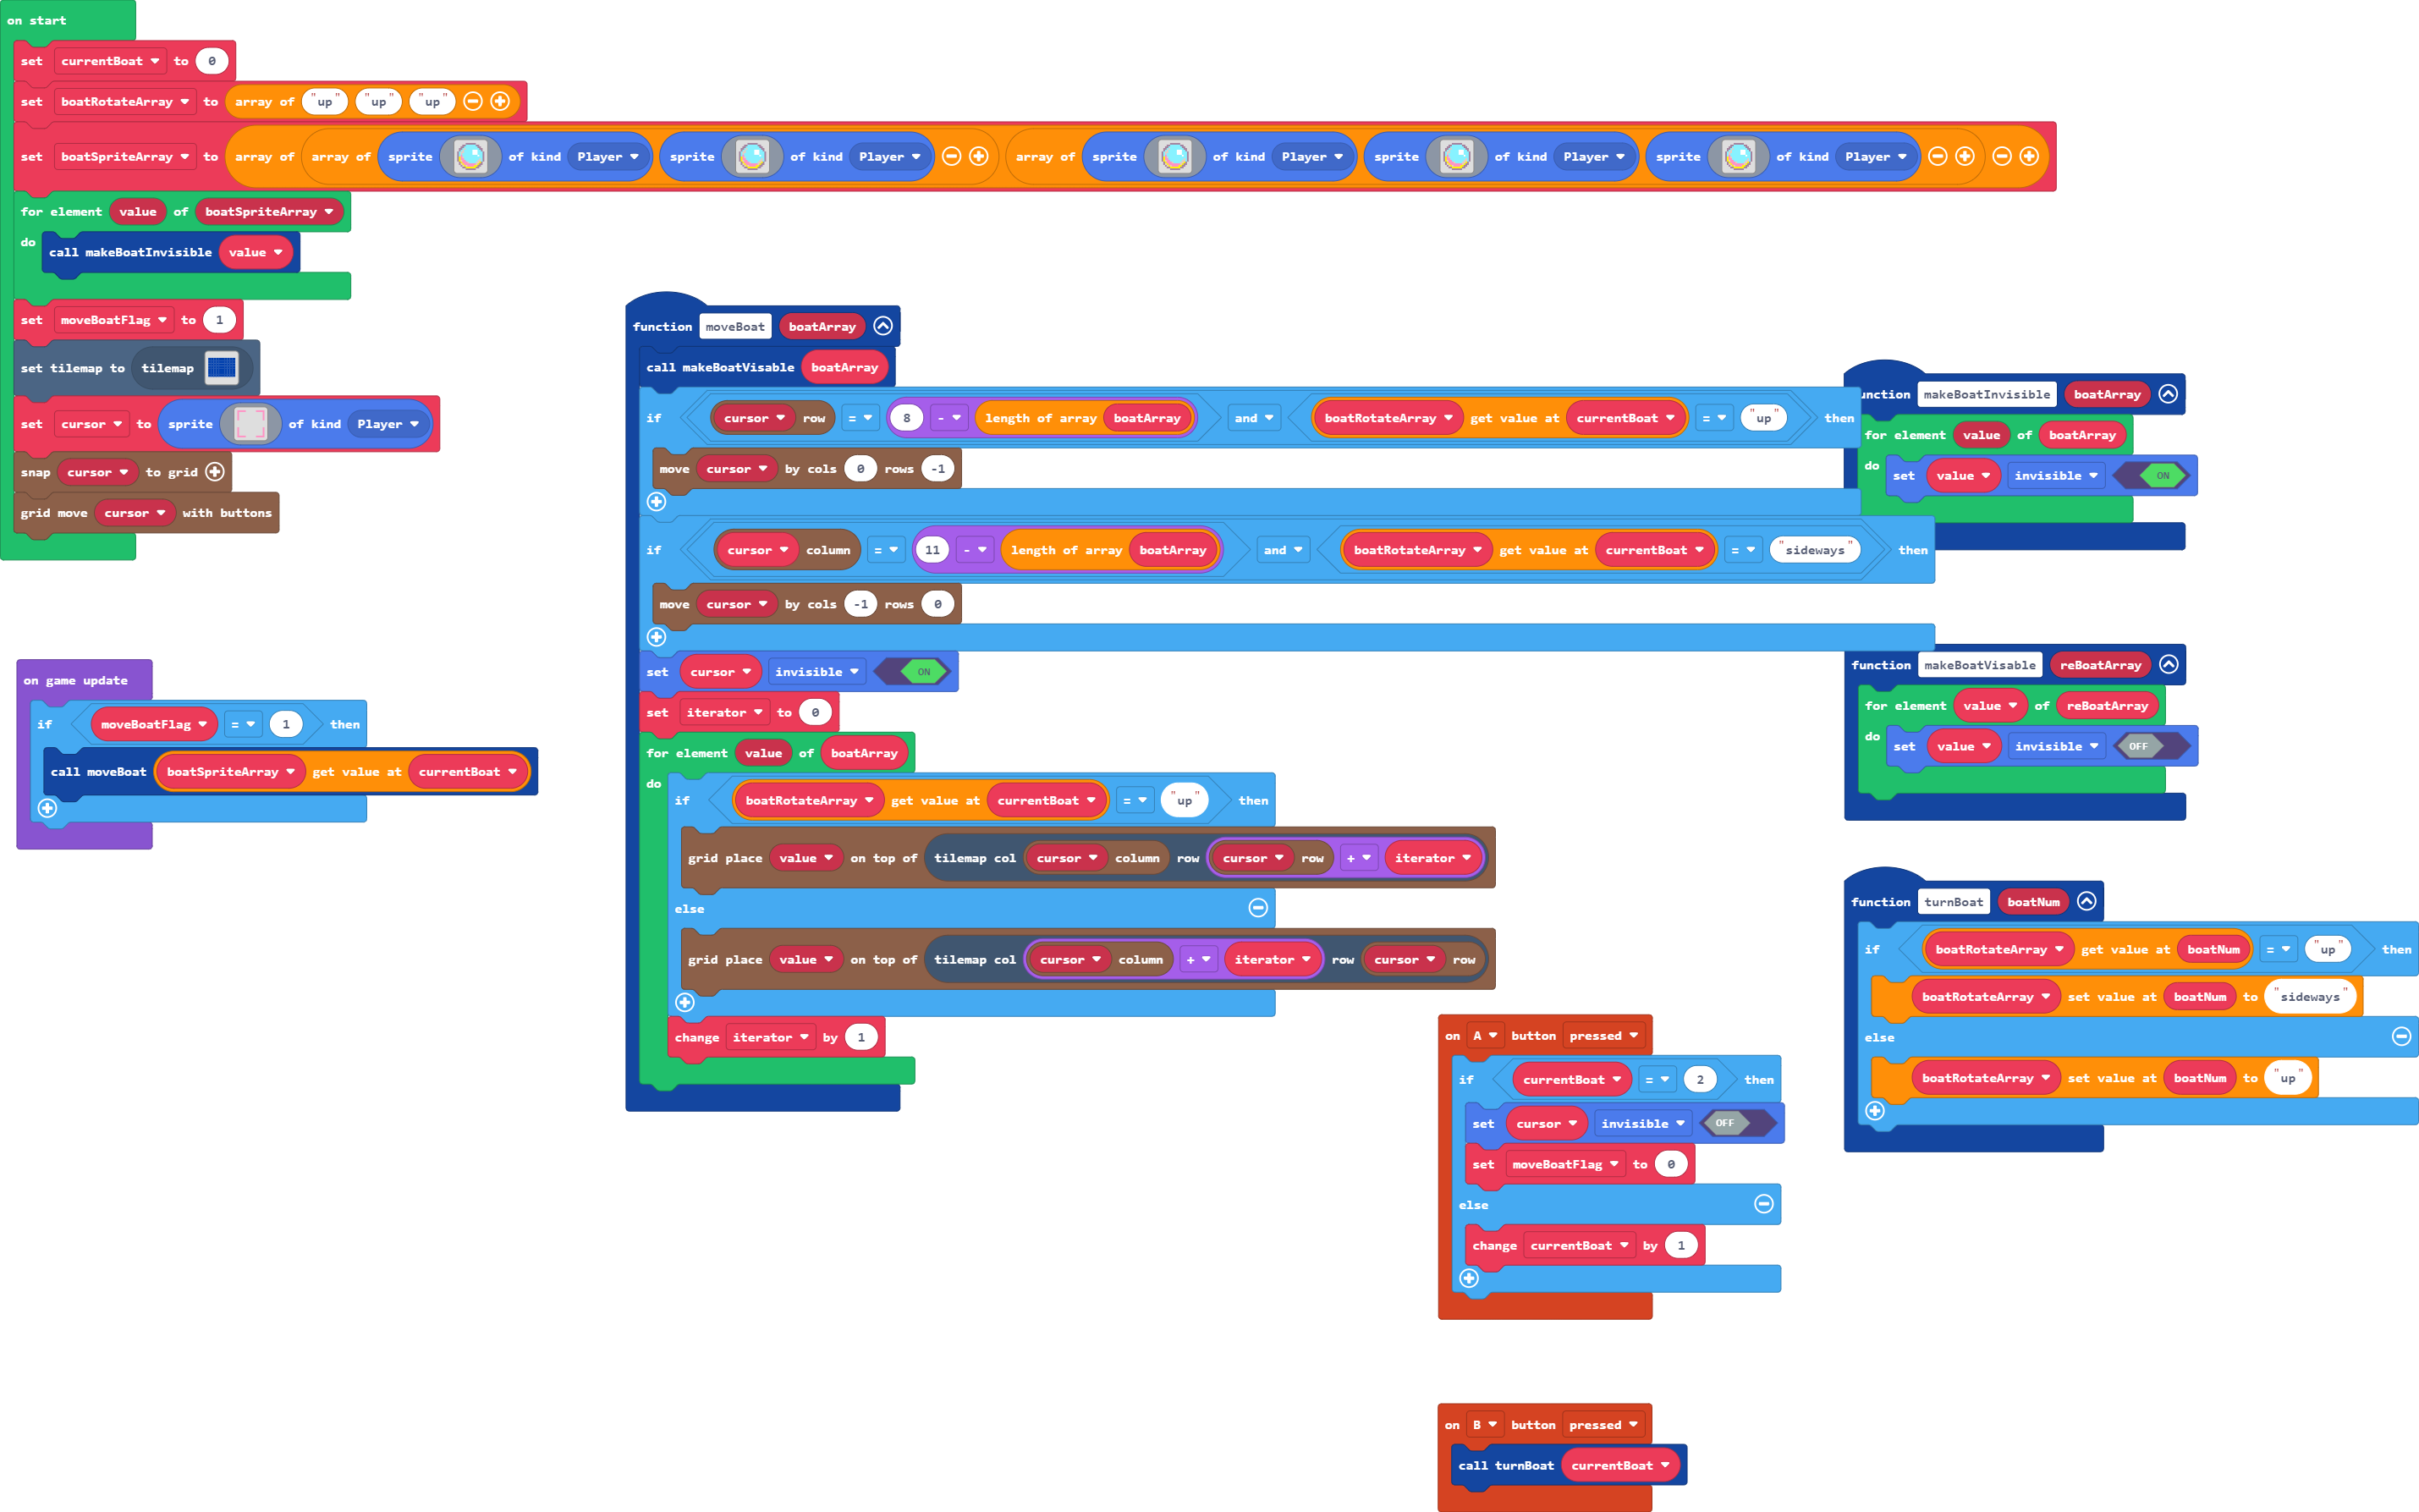 on start
set currentBoat to 0
set boatRotateArray to array of "up" "up" "up"
set boatSpriteArray to array of array of sprite of kind Player sprite of kind Player array of sprite of kind Player sprite of kind Player sprite of kind Player
for element value of boatSpriteArray
do call makeBoatInvisible value
set moveBoatFlag to 1
set tilemap to tilemap
set cursor to sprite of kind Player
snap cursor to grid
grid move cursor with buttons
on game update
if moveBoatFlag = 1 then
call moveBoat boatSpriteArray get value at currentBoat
function moveBoat boatArray
call makeBoatVisable boatArray
if cursor row = 8 - length of array boatArray and boatRotateArray get value at currentBoat = "up" then
move cursor by cols 0 rows -1
if cursor column = 11 - length of array boatArray and boatRotateArray get value at currentBoat = "sideways" then
move cursor by cols -1 rows 0
set cursor invisible ON
set iterator to 0
for element value of boatArray
do if boatRotateArray get value at currentBoat = "up" then
grid place value on top of tilemap col cursor column row cursor row + iterator
else
grid place value on top of tilemap col cursor column + iterator row cursor row
change iterator by 1
unction makeBoatInvisible boatArray
for element value of boatArray
do set value invisible ON
function makeBoatVisable reBoatArray
for element value of reBoatArray
do set value invisible OFF
function turnBoat boatNum
if boatRotateArray get value at boatNum = "up" then
boatRotateArray set value at boatNum to "sideways"
else
boatRotateArray set value at boatNum to "up"
on A button pressed
if currentBoat = 2 then
set cursor invisible OFF
set moveBoatFlag to 0
else
change currentBoat by 1
on B button pressed
call turnBoat currentBoat